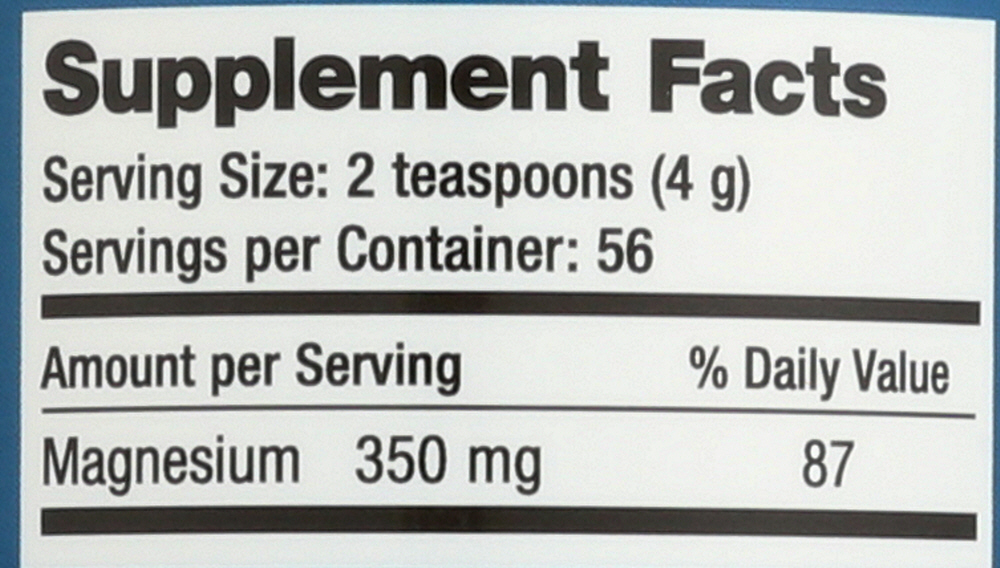 Supplement Facts
Serving Size: 2 teaspoons (4 g)
Servings per Container: 56
Amount per Serving % Daily Value
Magnesium 350 mg 87